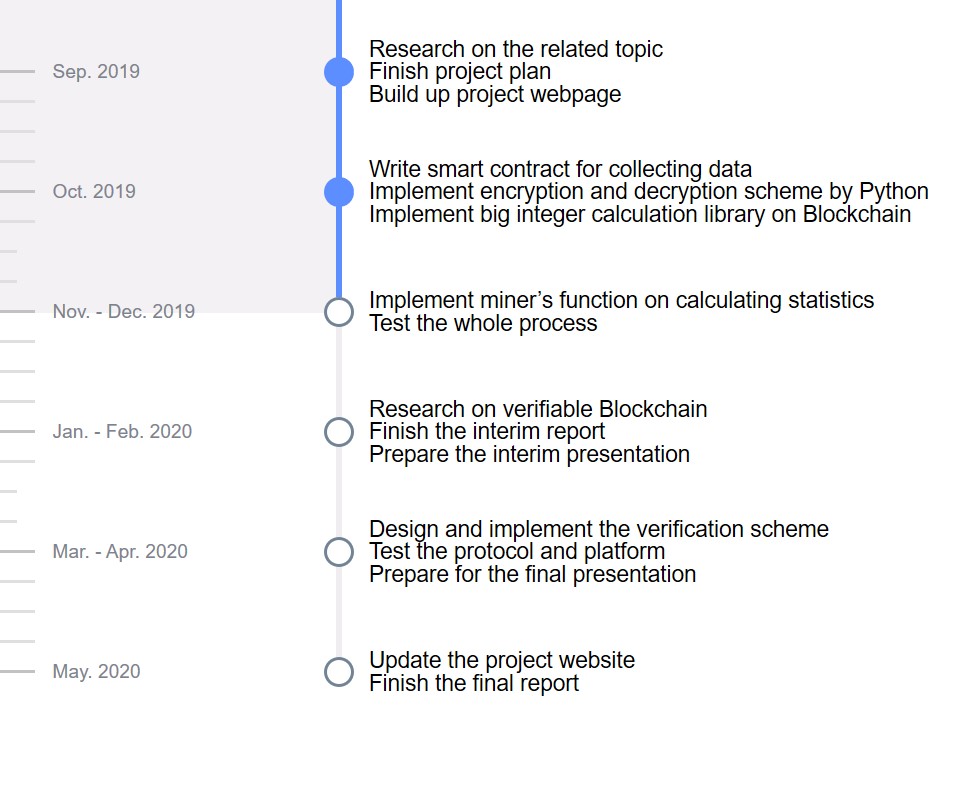 Sep. 2019
Research on the related topic
Finish project plan
Build up project webpage
Oct. 2019
Write smart contract for collecting data
Implement encryption and decryption scheme by Python
Implement big integer calculation library on Blockchain
Nov. - Dec. 2019
Implement miner’s function on calculating statistics
Test the whole process
Jan. - Feb. 2020
Research on verifiable Blockchain
Finish the interim report
Prepare the interim presentation
Mar. - Apr. 2020
Design and implement the verification scheme
Test the protocol and platform
Prepare for the final presentation
May. 2020
Update the project website
Finish the final report